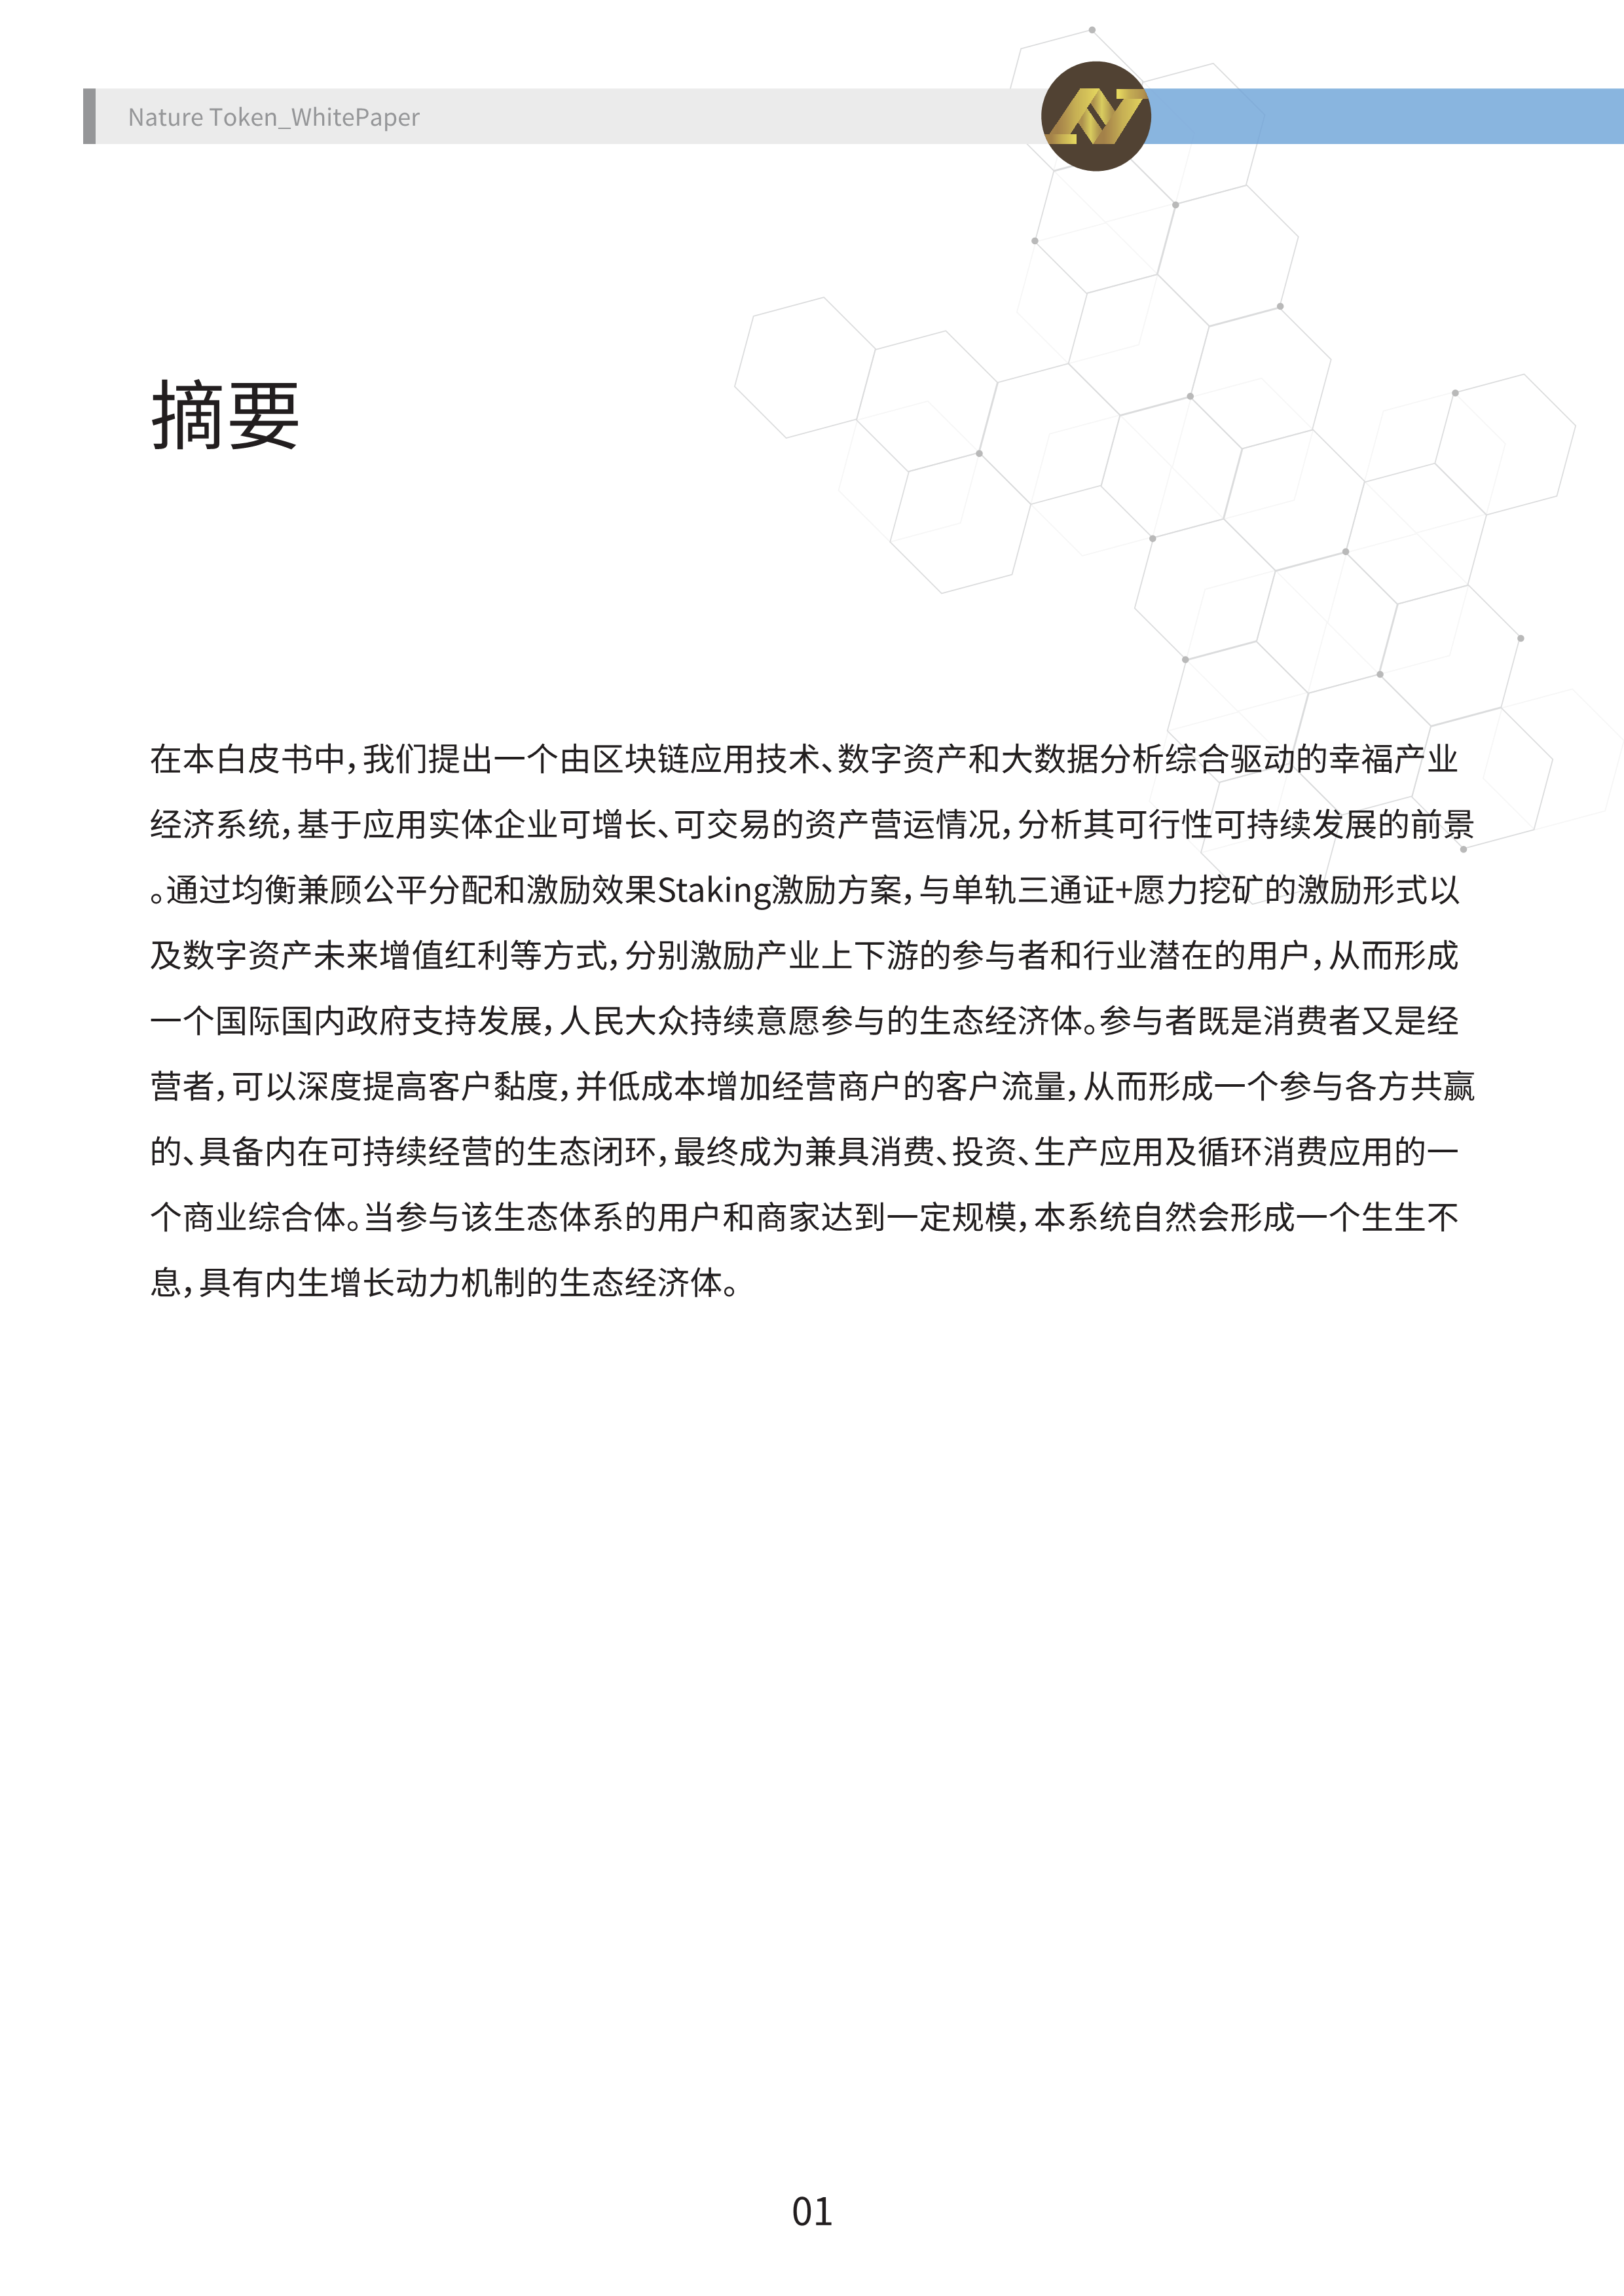 Nature Token_WhitePaper
摘要
在本白皮书中，我们提出一个由区块链应用技术、数字资产和大数据分析综合驱动的幸福产业
经济系统，基于应用实体企业可增长、可交易的资产营运情况，分析其可行性可持续发展的前景
。通过均衡兼顾公平分配和激励效果Staking激励方案，与单轨三通证+愿力挖矿的激励形式以
及数字资产未来增值红利等方式，分别激励产业上下游的参与者和行业潜在的用户，从而形成
一个国际国内政府支持发展，人民大众持续意愿参与的生态经济体。参与者既是消费者又是经
营者，可以深度提高客户黏度，并低成本增加经营商户的客户流量，从而形成一个参与各方共赢
的、具备内在可持续经营的生态闭环，最终成为兼具消费、投资、生产应用及循环消费应用的一
个商业综合体。当参与该生态体系的用户和商家达到一定规模，本系统自然会形成一个生生不
息，具有内生增长动力机制的生态经济体。
01